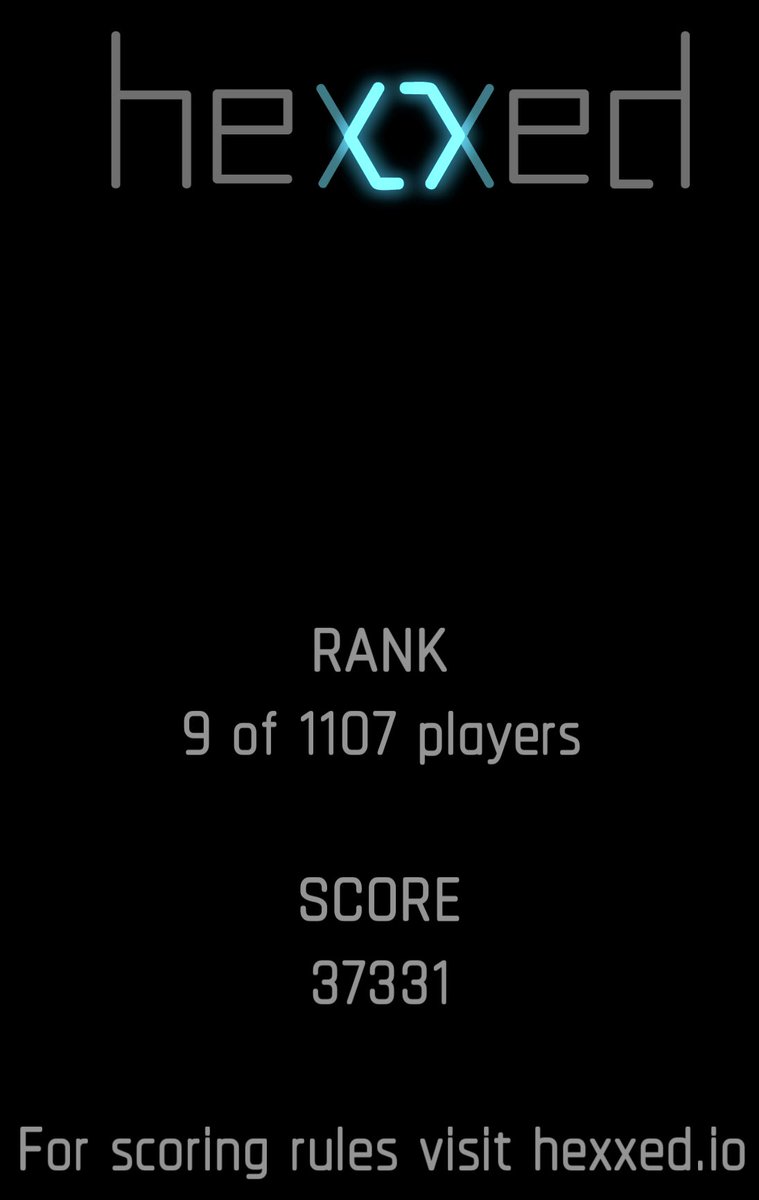 hexxed
RANK
9 of 1107 players
SCORE
37331
For scoring rules visit hexxed.io